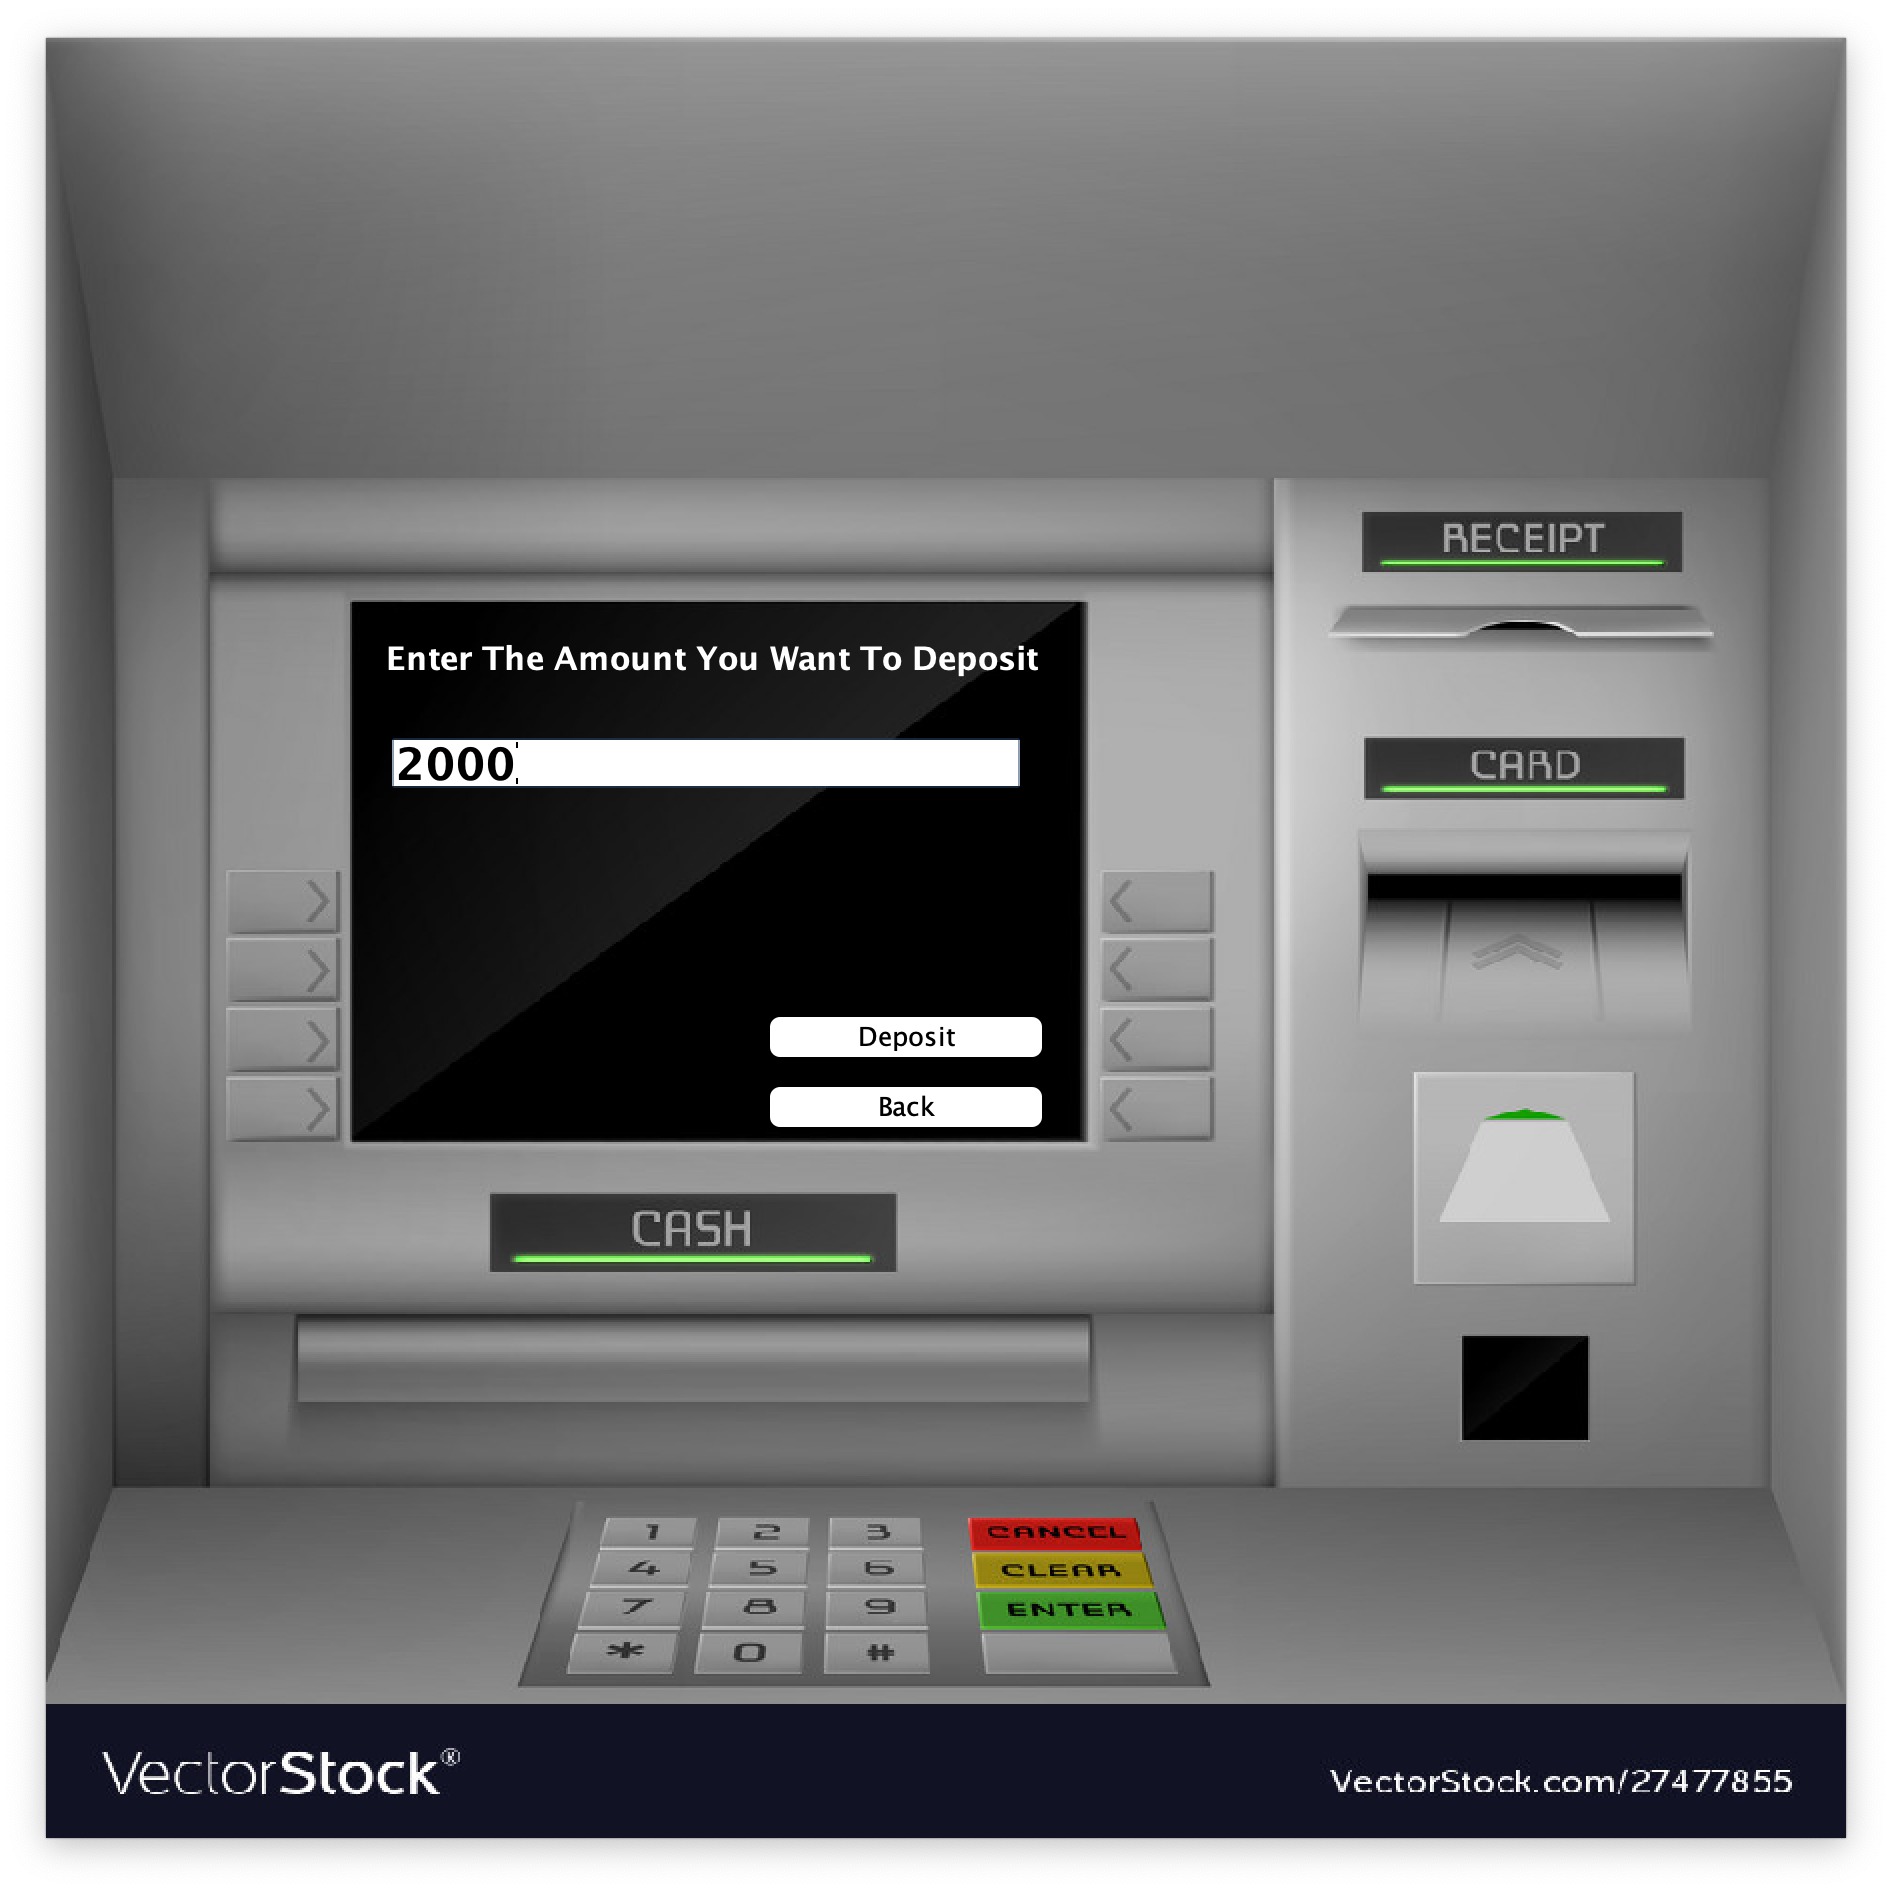 RECEIPT
Enter The Amount You Want To Deposit
2000
CARD
Deposit
Back
CASH
1 2 3 CANCEL
4 5 6 CLEAR
7 8 9 ENTER
* 0 #
VectorStock®
VectorStock.com/27477855